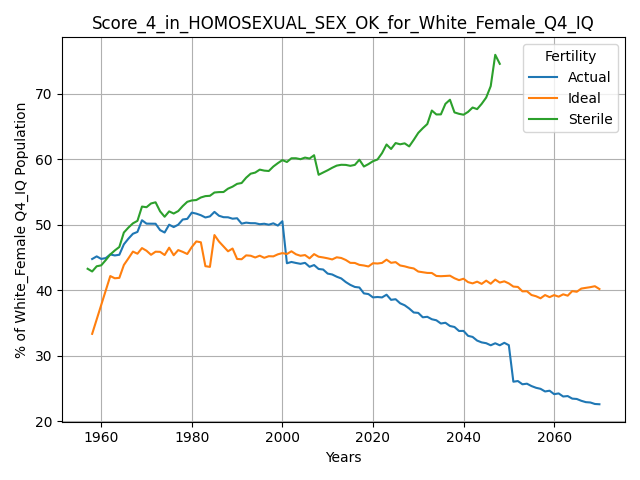 Score_4_in_HOMOSEXUAL_SEX_OK_for_White_Female_Q4_IQ
% of White_Female Q4_IQ Population
70
60
50
40
30
20
Fertility
Actual
Ideal
Sterile
1960
1980
2000
2020
2040
2060
Years